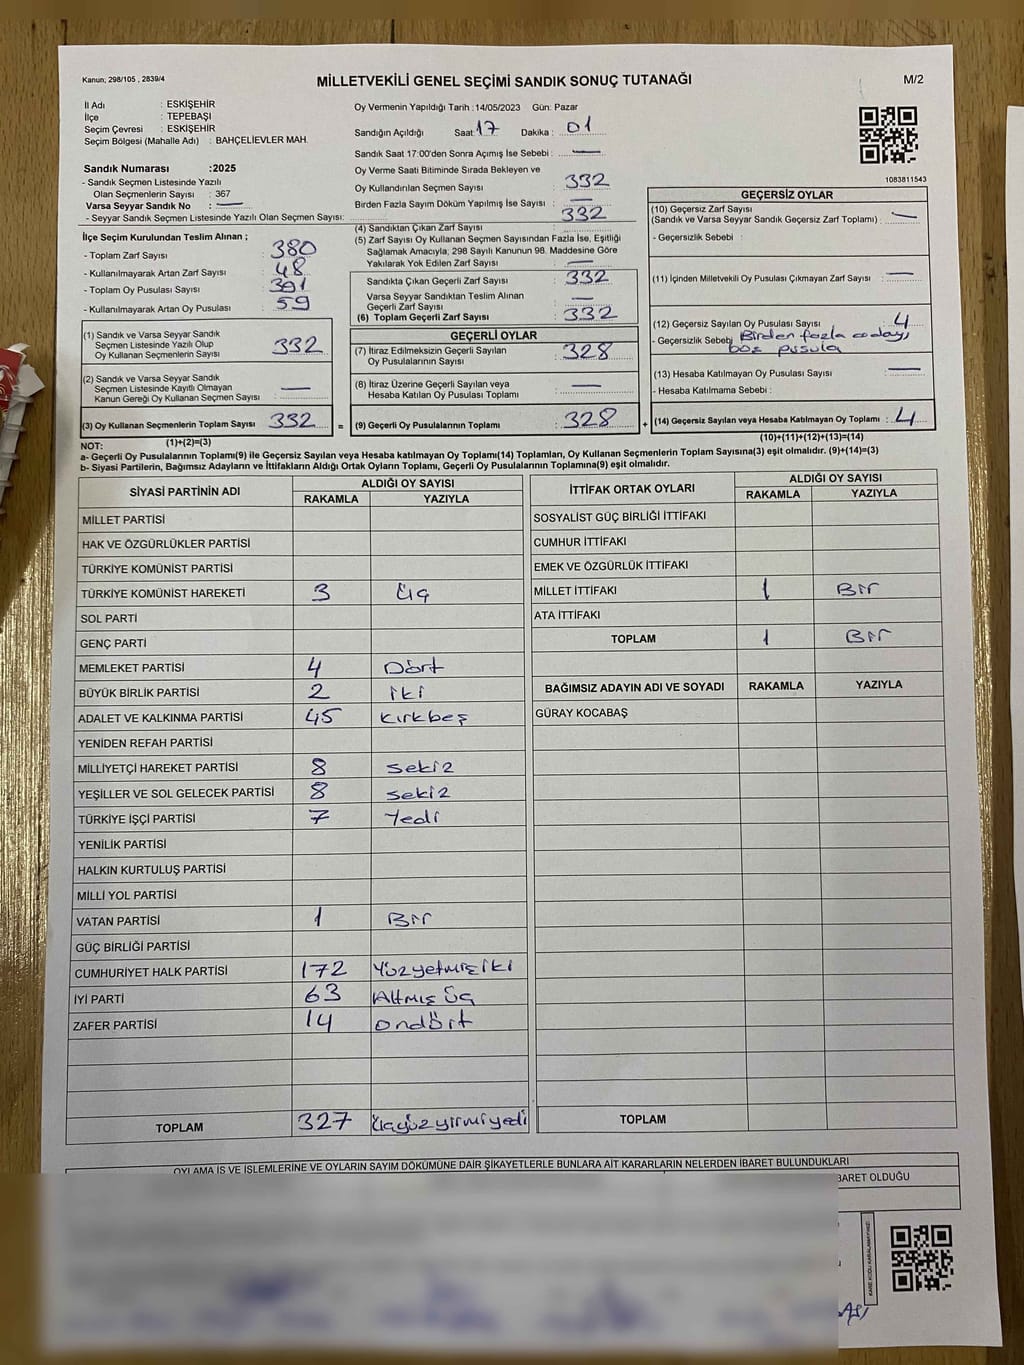 Kanun; 298/105 , 2839/4
MİLLETVEKİLİ GENEL SEÇİMİ SANDIK SONUÇ TUTANAĞI
M/2
İl Adı : ESKİŞEHİR
İlçe : TEPEBAŞI
Seçim Çevresi : ESKİŞEHİR
Seçim Bölgesi (Mahalle Adı) : BAHÇELİEVLER MAH.
Sandık Numarası :2025
- Sandık Seçmen Listesinde Yazılı
Olan Seçmenlerin Sayısı : 367
Varsa Seyyar Sandık No : —
- Seyyar Sandık Seçmen Listesinde Yazılı Olan Seçmen Sayısı:
İlçe Seçim Kurulundan Teslim Alınan ;
- Toplam Zarf Sayısı : 380
- Kullanılmayarak Artan Zarf Sayısı : 48
- Toplam Oy Pusulası Sayısı : 391
- Kullanılmayarak Artan Oy Pusulası : 59
Oy Vermenin Yapıldığı Tarih : 14/05/2023 Gün: Pazar
Sandığın Açıldığı Saat: 17 Dakika : 01
Sandık Saat 17:00'den Sonra Açımış İse Sebebi : —
Oy Verme Saati Bitiminde Sırada Bekleyen ve
Oy Kullandırılan Seçmen Sayısı : 332
Birden Fazla Sayım Döküm Yapılmış İse Sayısı : —
(4) Sandıktan Çıkan Zarf Sayısı : 332
(5) Zarf Sayısı Oy Kullanan Seçmen Sayısından Fazla İse, Eşitliği
Sağlamak Amacıyla, 298 Sayılı Kanunun 98. Maddesine Göre
Yakılarak Yok Edilen Zarf Sayısı : —
Sandıkta Çıkan Geçerli Zarf Sayısı : 332
Varsa Seyyar Sandıktan Teslim Alınan
Geçerli Zarf Sayısı : —
(6) Toplam Geçerli Zarf Sayısı : 332
1083811543
GEÇERSİZ OYLAR
(10) Geçersiz Zarf Sayısı
(Sandık ve Varsa Seyyar Sandık Geçersiz Zarf Toplamı) : —
- Geçersizlik Sebebi :
(11) İçinden Milletvekili Oy Pusulası Çıkmayan Zarf Sayısı : —
(12) Geçersiz Sayılan Oy Pusulası Sayısı : 4
- Geçersizlik Sebebi : Birden fazla adayı,
boş pusula
(13) Hesaba Katılmayan Oy Pusulası Sayısı : —
- Hesaba Katılmama Sebebi :
(14) Geçersiz Sayılan veya Hesaba Katılmayan Oy Toplamı : 4
(10)+(11)+(12)+(13)=(14)
(1) Sandık ve Varsa Seyyar Sandık
Seçmen Listesinde Yazılı Olup
Oy Kullanan Seçmenlerin Sayısı : 332
(2) Sandık ve Varsa Seyyar Sandık
Seçmen Listesinde Kayıtlı Olmayan
Kanun Gereği Oy Kullanan Seçmen Sayısı : —
(3) Oy Kullanan Seçmenlerin Toplam Sayısı : 332 =
(1)+(2)=(3)
GEÇERLİ OYLAR
(7) İtiraz Edilmeksizin Geçerli Sayılan
Oy Pusulalarının Sayısı : 328
(8) İtiraz Üzerine Geçerli Sayılan veya
Hesaba Katılan Oy Pusulası Toplamı : —
(9) Geçerli Oy Pusulalarının Toplamı : 328 +
NOT:
a- Geçerli Oy Pusulasının Toplamı(9) ile Geçersiz Sayılan veya Hesaba katılmayan Oy Toplamı(14) Toplamları, Oy Kullanan Seçmenlerin Toplam Sayısına(3) eşit olmalıdır. (9)+(14)=(3)
b- Siyasi Partilerin, Bağımsız Adayların ve İttifakların Aldığı Ortak Oyların Toplamı, Geçerli Oy Pusulasının Toplamına(9) eşit olmalıdır.
SİYASİ PARTİNİN ADI ALDIĞI OY SAYISI
RAKAMLA YAZIYLA
MİLLET PARTİSİ
HAK VE ÖZGÜRLÜKLER PARTİSİ
TÜRKİYE KOMÜNİST PARTİSİ
TÜRKİYE KOMÜNİST HAREKETİ 3 Üç
SOL PARTİ
GENÇ PARTİ
MEMLEKET PARTİSİ 4 Dört
BÜYÜK BİRLİK PARTİSİ 2 iki
ADALET VE KALKINMA PARTİSİ 45 kırkbeş
YENİDEN REFAH PARTİSİ
MİLLİYETÇİ HAREKET PARTİSİ 8 sekiz
YEŞİLLER VE SOL GELECEK PARTİSİ 8 sekiz
TÜRKİYE İŞÇİ PARTİSİ 7 Yedi
YENİLİK PARTİSİ
HALKIN KURTULUŞ PARTİSİ
MİLLİ YOL PARTİSİ
VATAN PARTİSİ 1 Bir
GÜÇ BİRLİĞİ PARTİSİ
CUMHURİYET HALK PARTİSİ 172 Yüzyetmişiki
İYİ PARTİ 63 Altmış üç
ZAFER PARTİSİ 14 ondört
TOPLAM 327 Üçyüzyirmiyedi
İTTİFAK ORTAK OYLARI ALDIĞI OY SAYISI
RAKAMLA YAZIYLA
SOSYALİST GÜÇ BİRLİĞİ İTTİFAKI
CUMHUR İTTİFAKI
EMEK VE ÖZGÜRLÜK İTTİFAKI
MİLLET İTTİFAKI 1 Bir
ATA İTTİFAKI
TOPLAM 1 Bir
BAĞIMSIZ ADAYIN ADI VE SOYADI RAKAMLA YAZIYLA
GÜRAY KOCABAŞ
TOPLAM
OYLAMA İŞ VE İŞLEMLERİNE VE OYLARIN SAYIM DÖKÜMÜNE DAİR ŞİKAYETLERLE BUNLARA AİT KARARLARIN NELERDEN İBARET BULUNDUKLARI
BARET OLDUĞU
KARE KODU KARALAMAYINIZ!